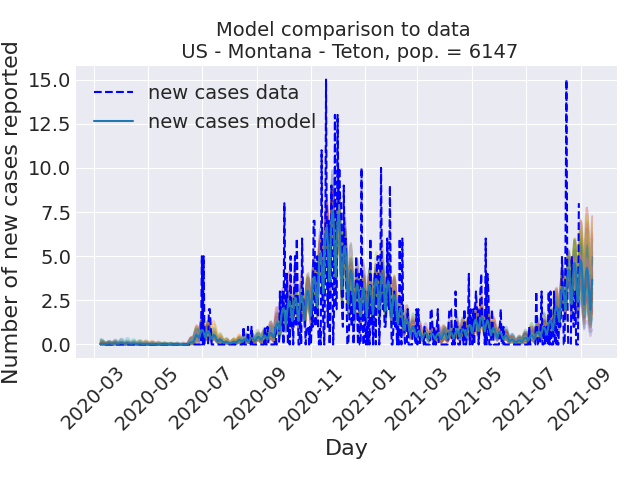 Model comparison to data
US - Montana - Teton, pop. = 6147
new cases data
new cases model
Number of new cases reported
15.0
12.5
10.0
7.5
5.0
2.5
0.0
2020-03
2020-05
2020-07
2020-09
2020-11
2021-01
2021-03
2021-05
2021-07
2021-09
Day